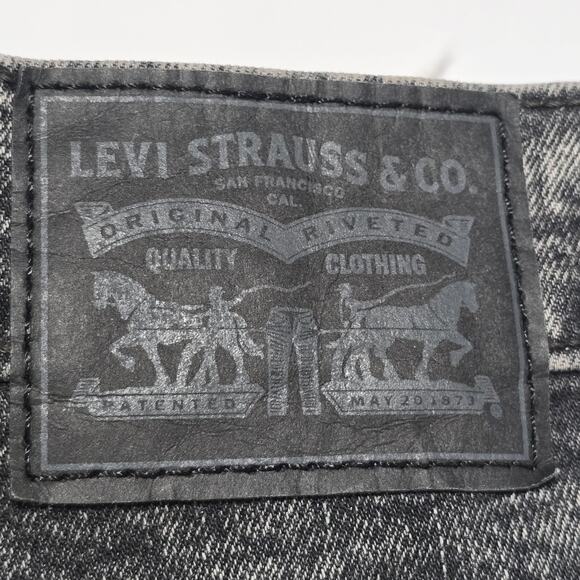 LEVI STRAUSS & CO.
SAN FRANCISCO
CAL.
ORIGINAL RIVETED
QUALITY CLOTHING
PATENTED MAY 20 1873